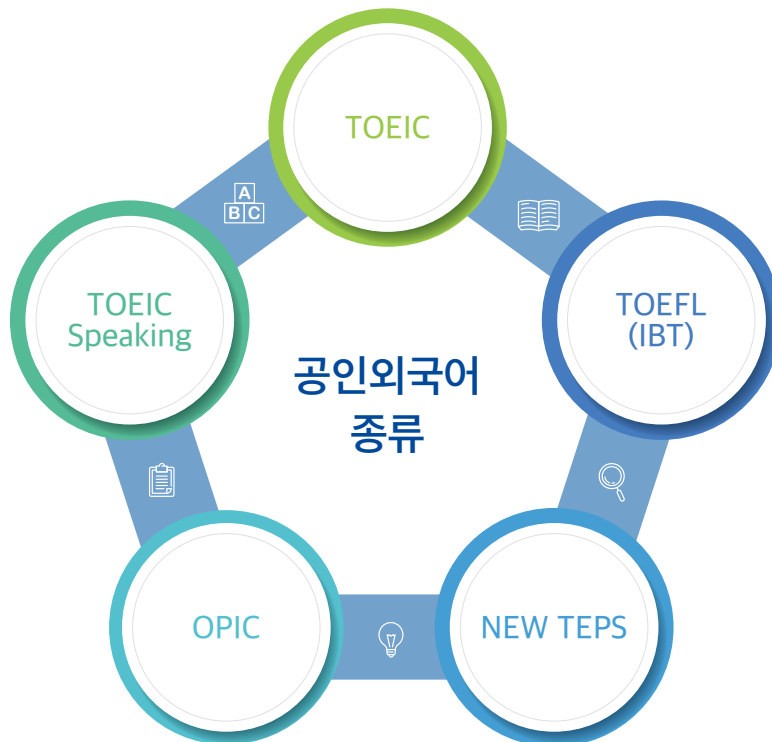 TOEIC
A
B C
TOEIC
Speaking
TOEFL
(IBT)
공인외국어
종류
OPIC
NEW TEPS